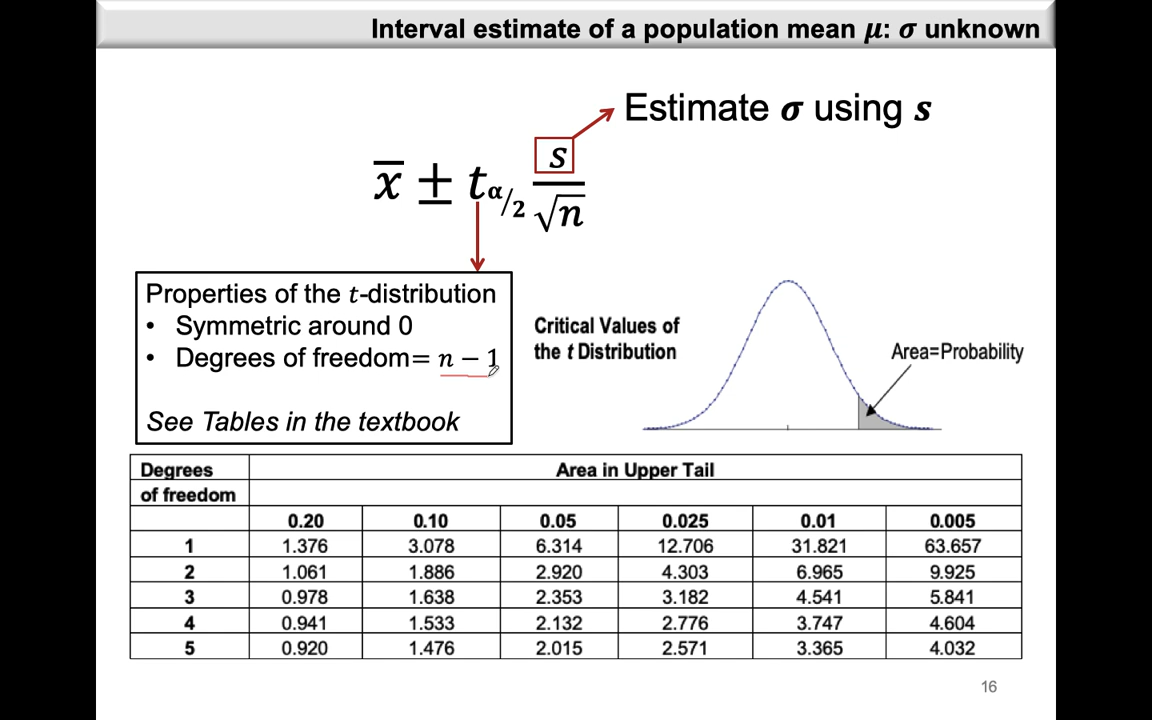 Interval estimate of a population mean μ: σ unknown
Estimate σ using s
x̄ ± t α/2 s/√n
Properties of the t-distribution
• Symmetric around 0
• Degrees of freedom= n − 1
See Tables in the textbook
Critical Values of
the t Distribution
Area=Probability
Degrees of freedom Area in Upper Tail
0.20 0.10 0.05 0.025 0.01 0.005
1 1.376 3.078 6.314 12.706 31.821 63.657
2 1.061 1.886 2.920 4.303 6.965 9.925
3 0.978 1.638 2.353 3.182 4.541 5.841
4 0.941 1.533 2.132 2.776 3.747 4.604
5 0.920 1.476 2.015 2.571 3.365 4.032
16